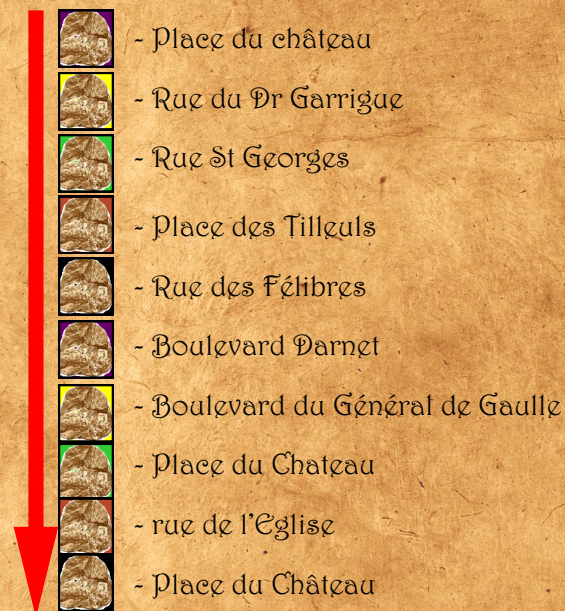 - Place du château
- Rue du Dr Garrigue
- Rue St Georges
- Place des Tilleuls
- Rue des Félibres
- Boulevard Darnet
- Boulevard du Général de Gaulle
- Place du Chateau
- rue de l'Eglise
- Place du Château